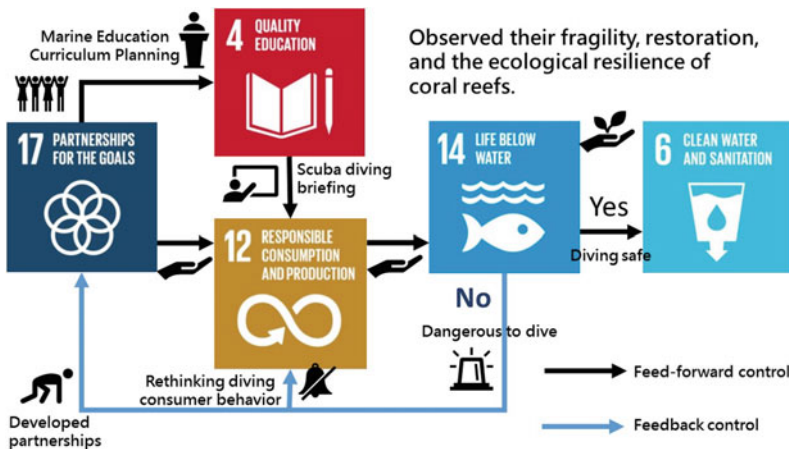 Marine Education
Curriculum Planning
4 QUALITY
EDUCATION
Observed their fragility, restoration,
and the ecological resilience of
coral reefs.
17 PARTNERSHIPS
FOR THE GOALS
Scuba diving
briefing
12 RESPONSIBLE
CONSUMPTION
AND PRODUCTION
14 LIFE BELOW
WATER
6 CLEAN WATER
AND SANITATION
Yes
Diving safe
No
Dangerous to dive
Rethinking diving
consumer behavior
Developed
partnerships
Feed-forward control
Feedback control